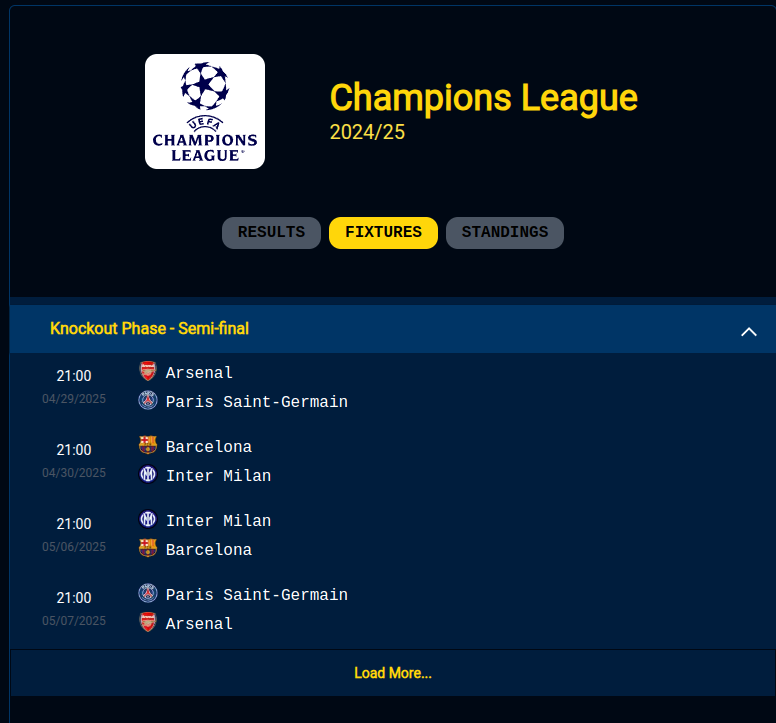 UEFA
CHAMPIONS
LEAGUE
Champions League
2024/25
RESULTS
FIXTURES
STANDINGS
Knockout Phase - Semi-final
21:00
Arsenal
04/29/2025
Paris Saint-Germain
21:00
Barcelona
04/30/2025
Inter Milan
21:00
Inter Milan
05/06/2025
Barcelona
21:00
Paris Saint-Germain
05/07/2025
Arsenal
Load More...